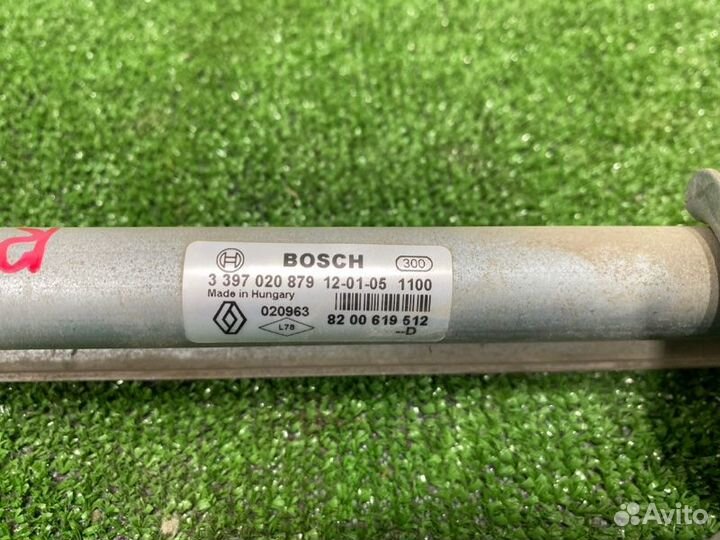 BOSCH 300
3 397 020 879 12-01-05 1100
Made in Hungary
020963
L78
82 00 619 512
--D
Avito